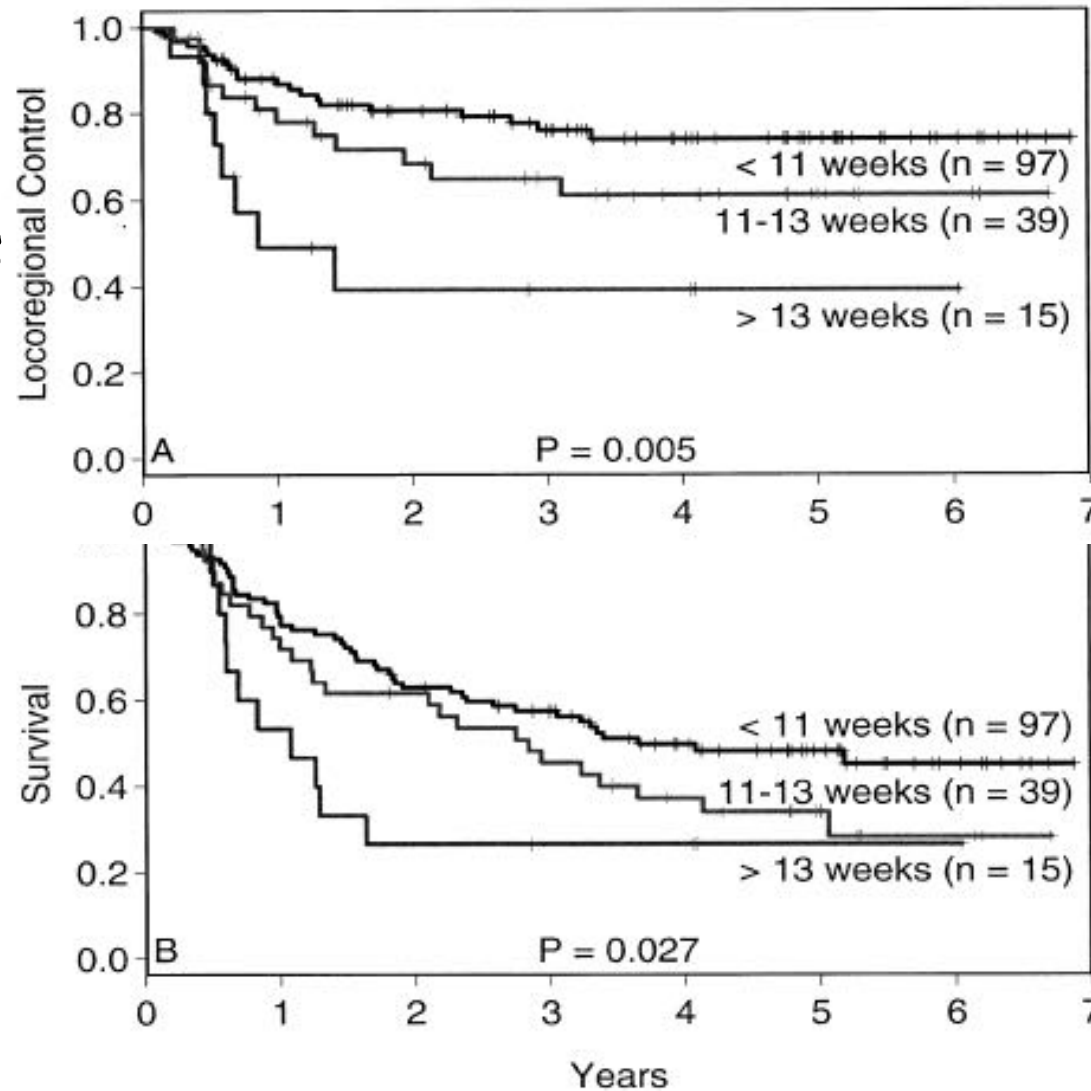 Locoregional Control
1.0
0.8
0.6
0.4
0.2
0.0
< 11 weeks (n = 97)
11-13 weeks (n = 39)
> 13 weeks (n = 15)
A
P = 0.005
0 1 2 3 4 5 6 7
Survival
0.8
0.6
0.4
0.2
0.0
< 11 weeks (n = 97)
11-13 weeks (n = 39)
> 13 weeks (n = 15)
B
P = 0.027
0 1 2 3 4 5 6 7
Years